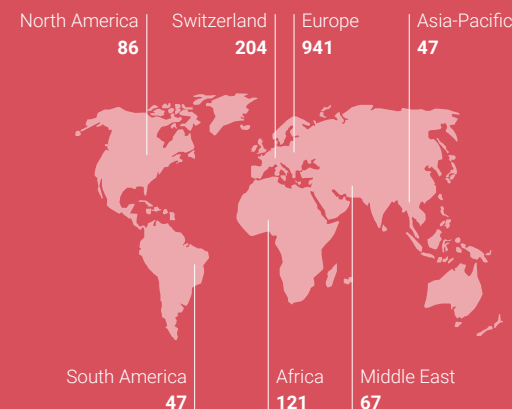 North America
86
Switzerland
204
Europe
941
Asia-Pacific
47
South America
47
Africa
121
Middle East
67